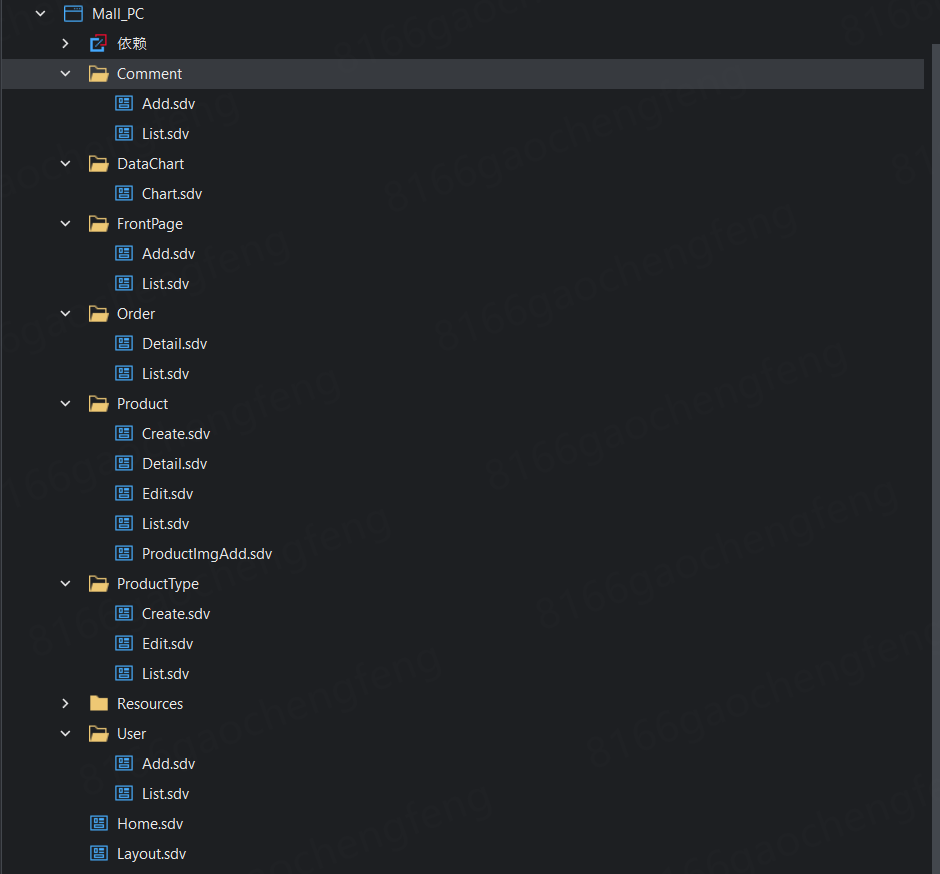 Mall_PC
依赖
Comment
Add.sdv
List.sdv
DataChart
Chart.sdv
FrontPage
Add.sdv
List.sdv
Order
Detail.sdv
List.sdv
Product
Create.sdv
Detail.sdv
Edit.sdv
List.sdv
ProductImgAdd.sdv
ProductType
Create.sdv
Edit.sdv
List.sdv
Resources
User
Add.sdv
List.sdv
Home.sdv
Layout.sdv
8166gaochengfeng